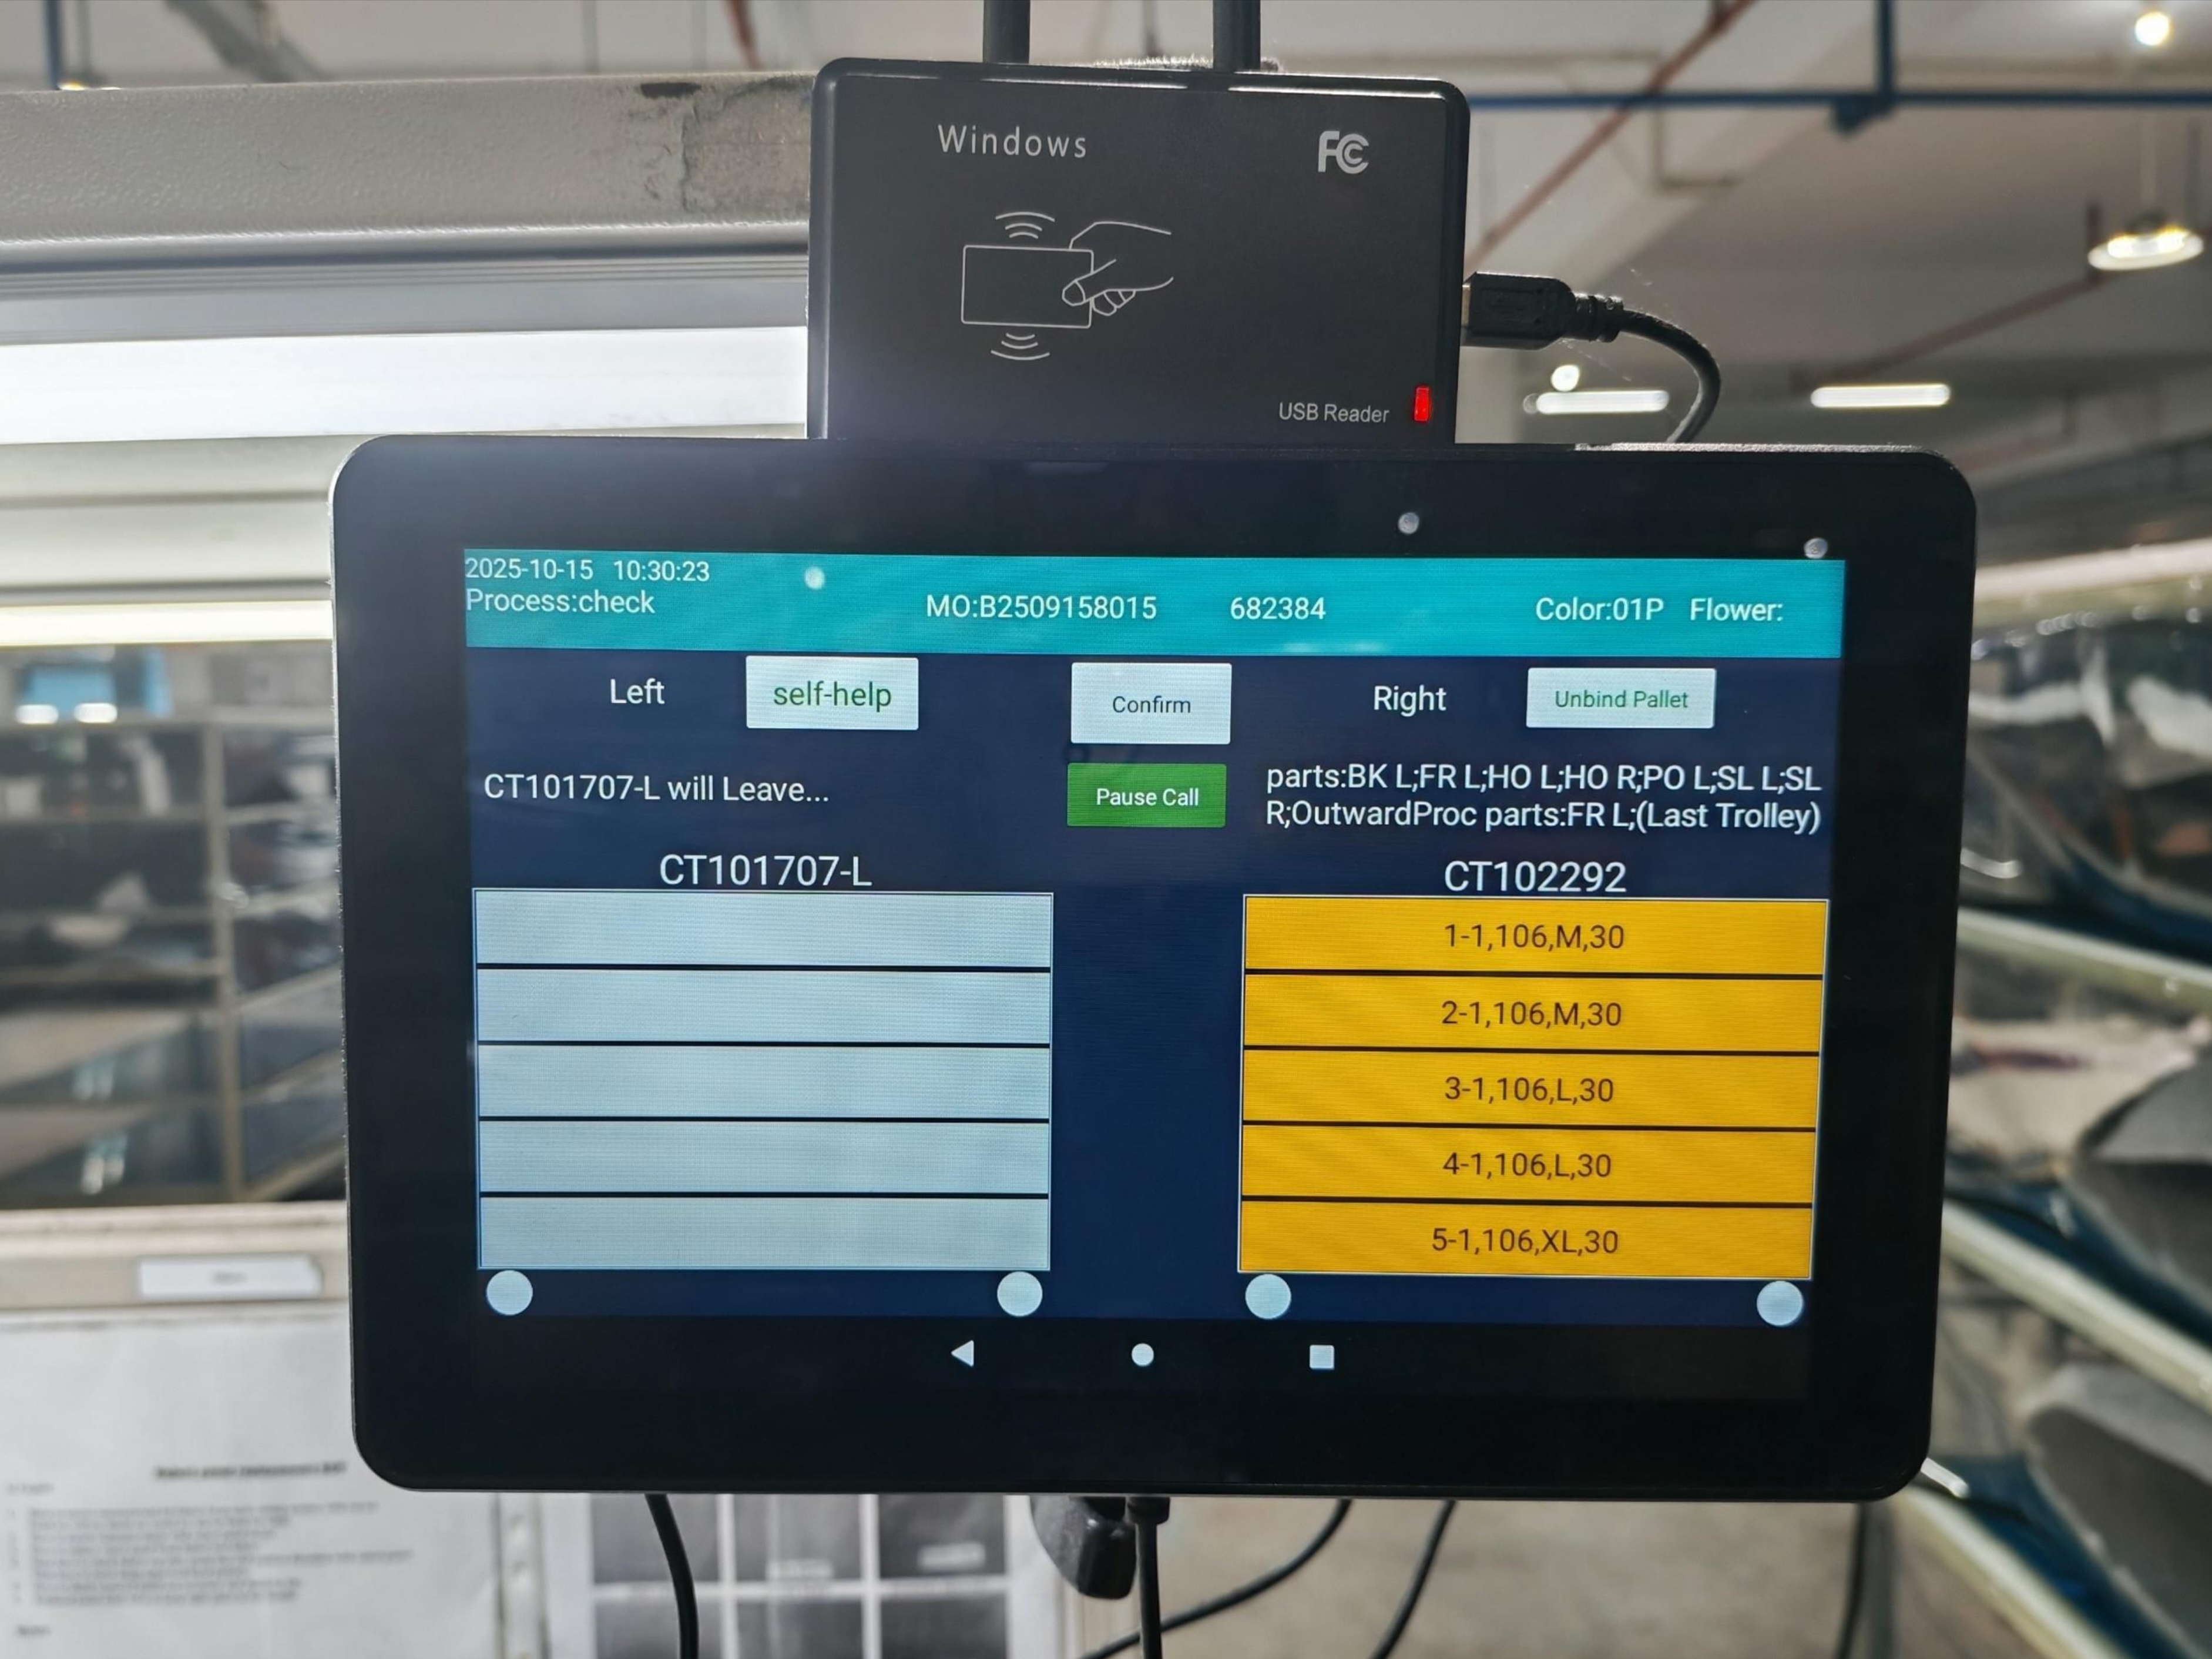 Windows
FC
USB Reader
2025-10-15 10:30:23
Process:check
MO:B2509158015 682384 Color:01P Flower:
Left self-help Confirm Right Unbind Pallet
CT101707-L will Leave...
Pause Call
parts:BK L;FR L;HO L;HO R;PO L;SL L;SL
R;OutwardProc parts:FR L;(Last Trolley)
CT101707-L
CT102292
1-1,106,M,30
2-1,106,M,30
3-1,106,L,30
4-1,106,L,30
5-1,106,XL,30